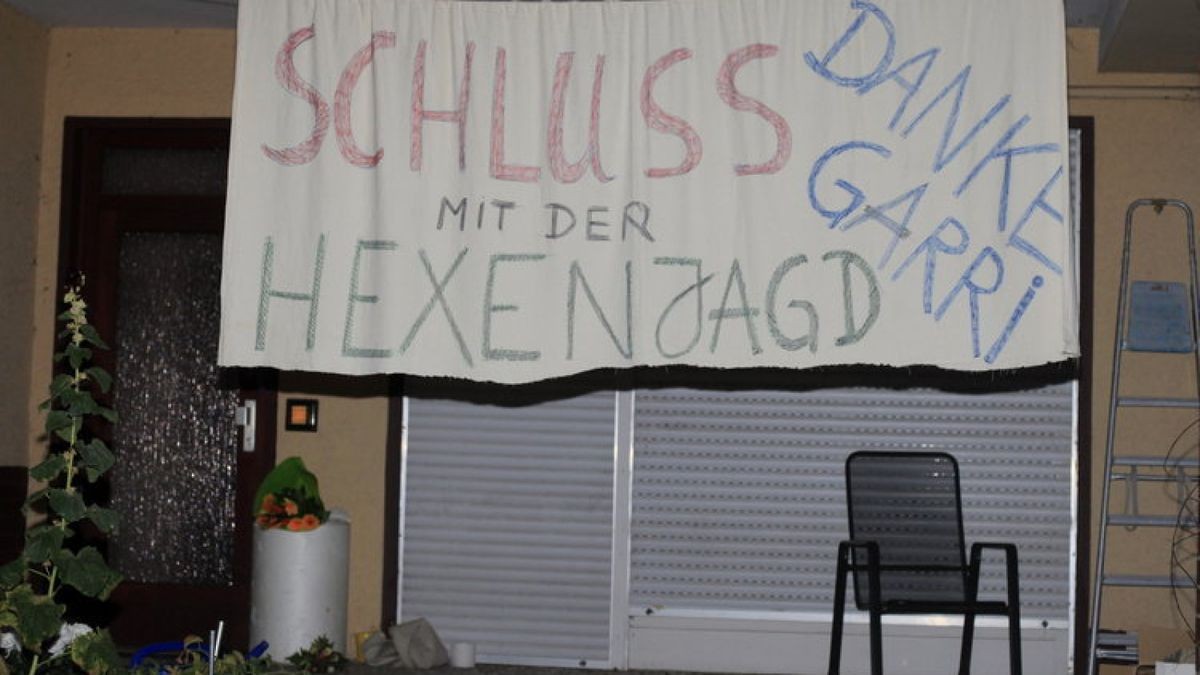 SCHLUSS
MIT DER
HEXENJAGD
DANKE
GARRi